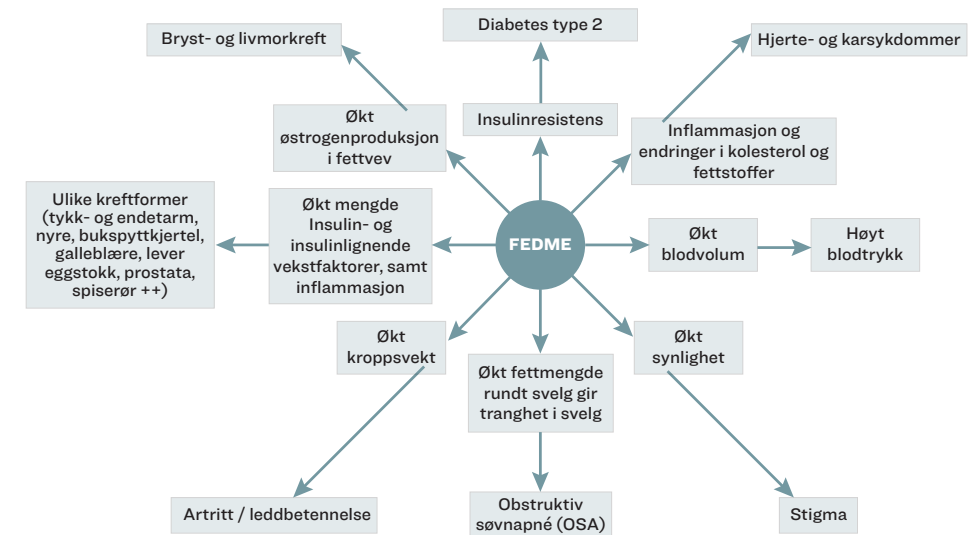 Bryst- og livmorkreft
Diabetes type 2
Hjerte- og karsykdommer
Økt
østrogenproduksjon
i fettvev
Insulinresistens
Inflammasjon og
endringer i kolesterol og
fettstoffer
Ulike kreftformer
(tykk- og endetarm,
nyre, bukspyttkjertel,
galleblære, lever
eggstokk, prostata,
spiserør ++)
Økt mengde
Insulin- og
insulinlignende
vekstfaktorer, samt
inflammasjon
FEDME
Økt
blodvolum
Høyt
blodtrykk
Økt
kroppsvekt
Økt fettmengde
rundt svelg gir
tranghet i svelg
Økt
synlighet
Artritt / leddbetennelse
Obstruktiv
søvnapné (OSA)
Stigma